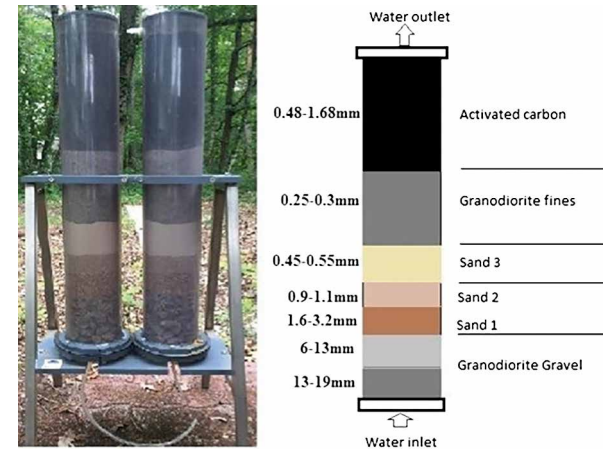 Water outlet
0.48-1.68mm
Activated carbon
0.25-0.3mm
Granodiorite fines
0.45-0.55mm
Sand 3
0.9-1.1mm
Sand 2
1.6-3.2mm
Sand 1
6-13mm
Granodiorite Gravel
13-19mm
Water inlet